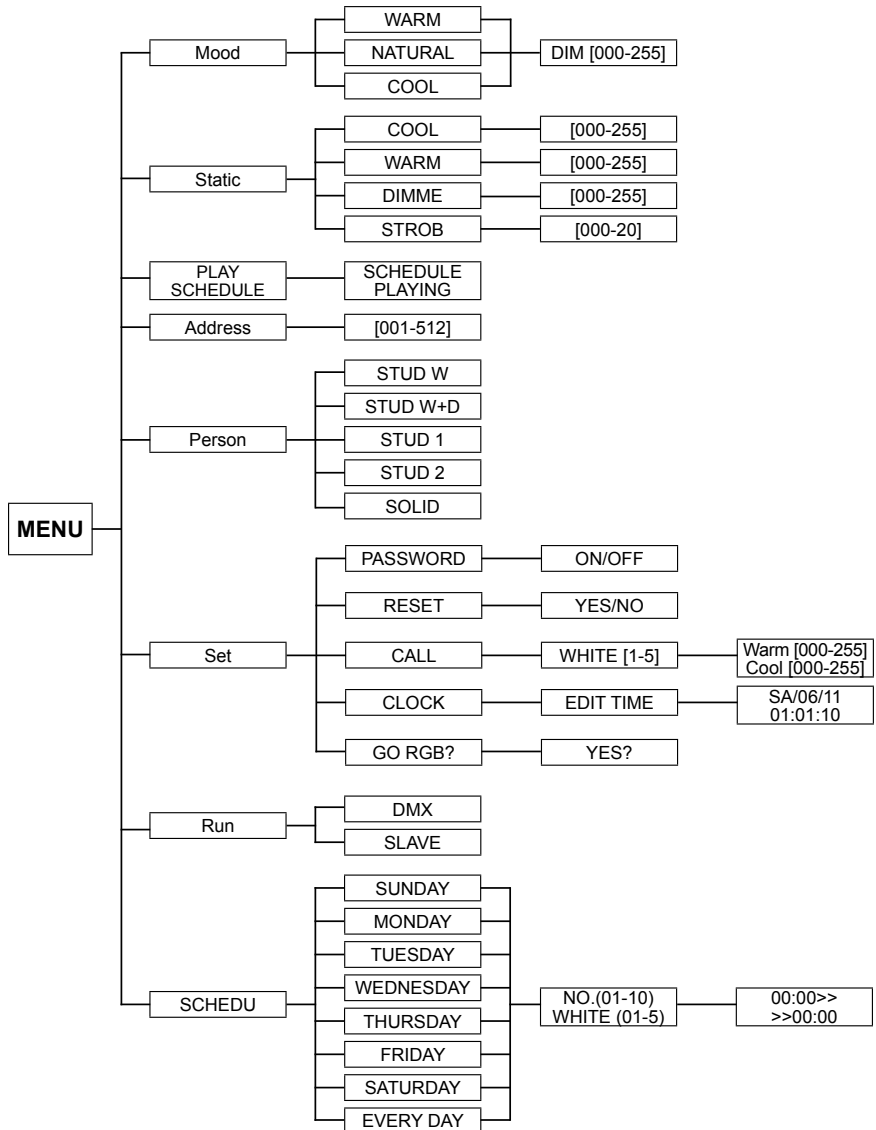 WARM
Mood
NATURAL
DIM [000-255]
COOL
COOL
[000-255]
WARM
[000-255]
Static
DIMME
[000-255]
STROB
[000-20]
PLAY
SCHEDULE
SCHEDULE
PLAYING
Address
[001-512]
STUD W
STUD W+D
Person
STUD 1
STUD 2
SOLID
MENU
PASSWORD
ON/OFF
RESET
YES/NO
Set
CALL
WHITE [1-5]
Warm [000-255]
Cool [000-255]
CLOCK
EDIT TIME
SA/06/11
01:01:10
GO RGB?
YES?
DMX
Run
SLAVE
SUNDAY
MONDAY
TUESDAY
WEDNESDAY
SCHEDU
NO.(01-10)
WHITE (01-5)
00:00>>
>>00:00
THURSDAY
FRIDAY
SATURDAY
EVERY DAY